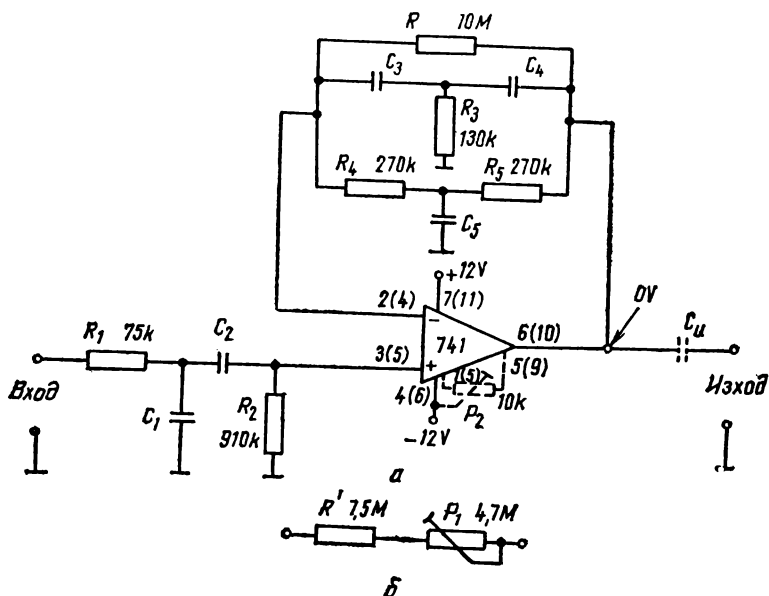 R 10M
C3 C4
R3
130k
R4 270k R5 270k
C5
+12V
2(4) 7(11) 0V
R1 75k C2 − 741 6(10) Cu
3(5) + 5(9)
Вход 4(6) 1(5) Изход
C1 R2 P2 10k
910k −12V
а
R' 7,5M P1 4,7M
б